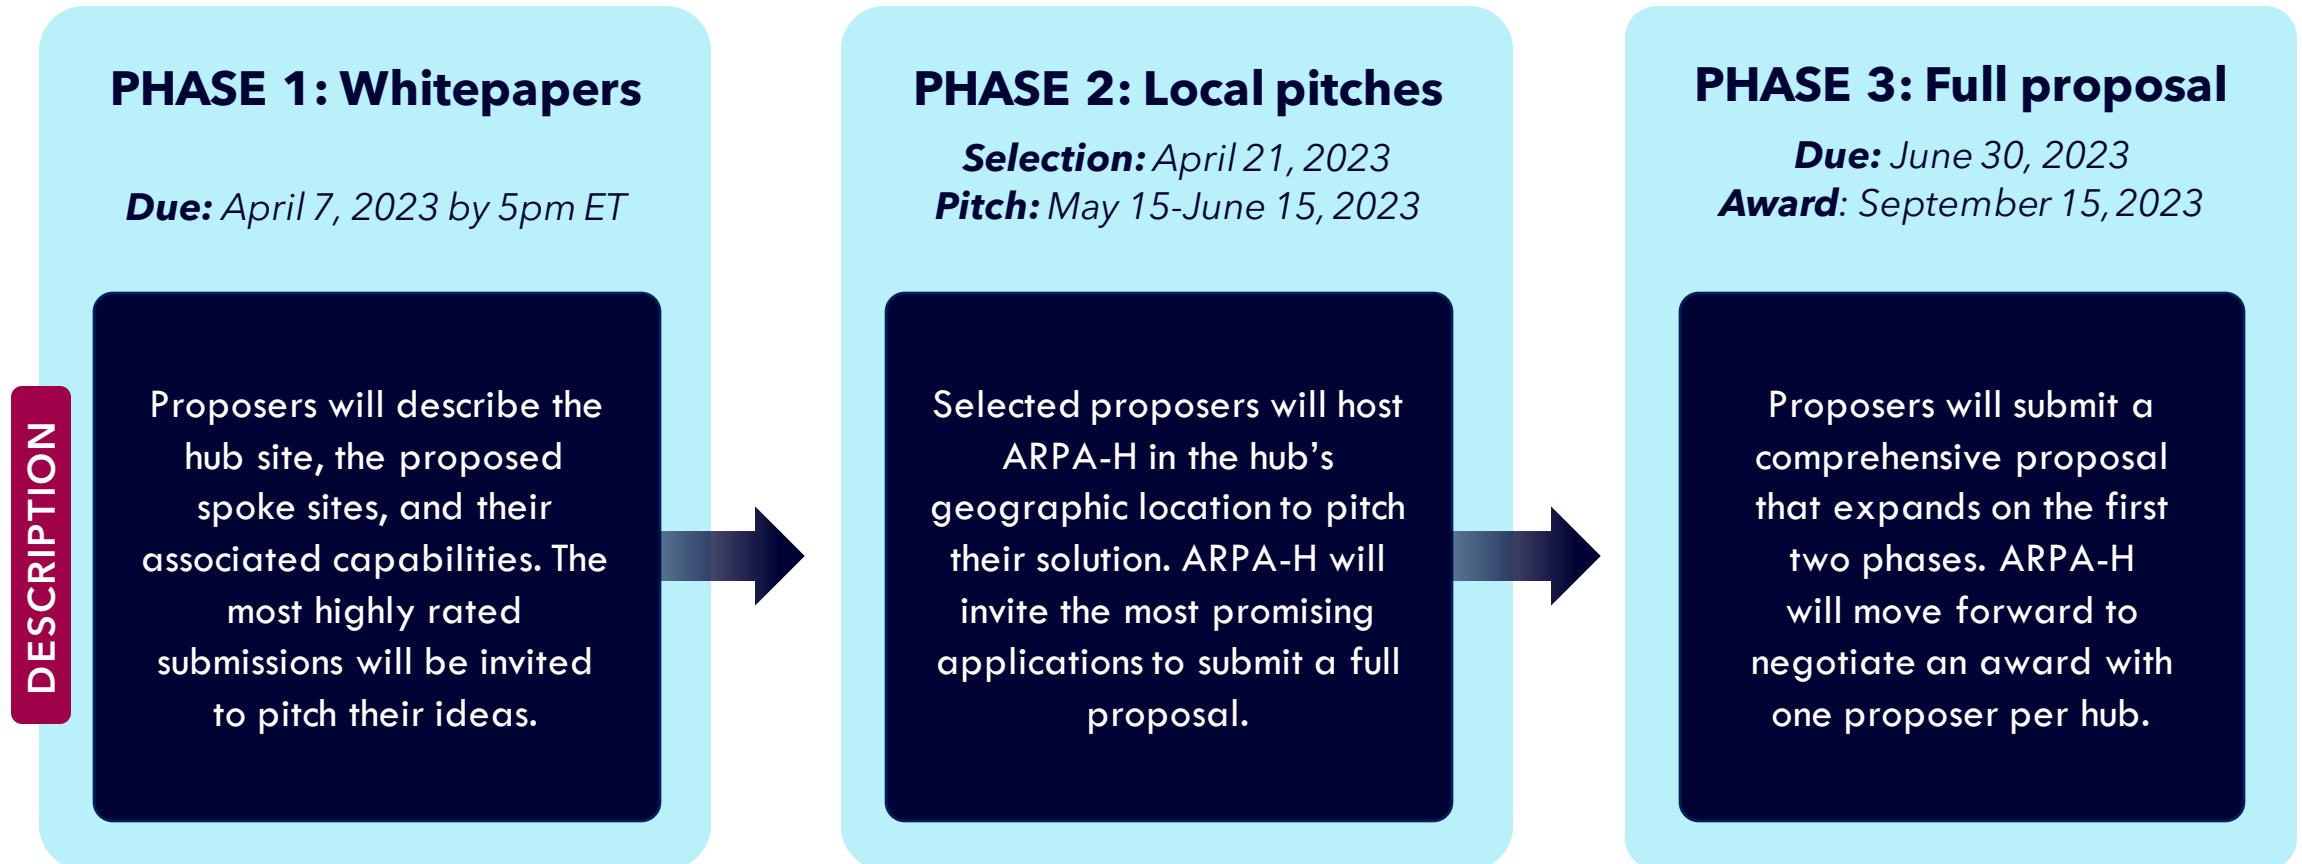 PHASE 1: Whitepapers
Due: April 7, 2023 by 5pm ET
DESCRIPTION
Proposers will describe the
hub site, the proposed
spoke sites, and their
associated capabilities. The
most highly rated
submissions will be invited
to pitch their ideas.
PHASE 2: Local pitches
Selection: April 21, 2023
Pitch: May 15-June 15, 2023
Selected proposers will host
ARPA-H in the hub’s
geographic location to pitch
their solution. ARPA-H will
invite the most promising
applications to submit a full
proposal.
PHASE 3: Full proposal
Due: June 30, 2023
Award: September 15, 2023
Proposers will submit a
comprehensive proposal
that expands on the first
two phases. ARPA-H
will move forward to
negotiate an award with
one proposer per hub.